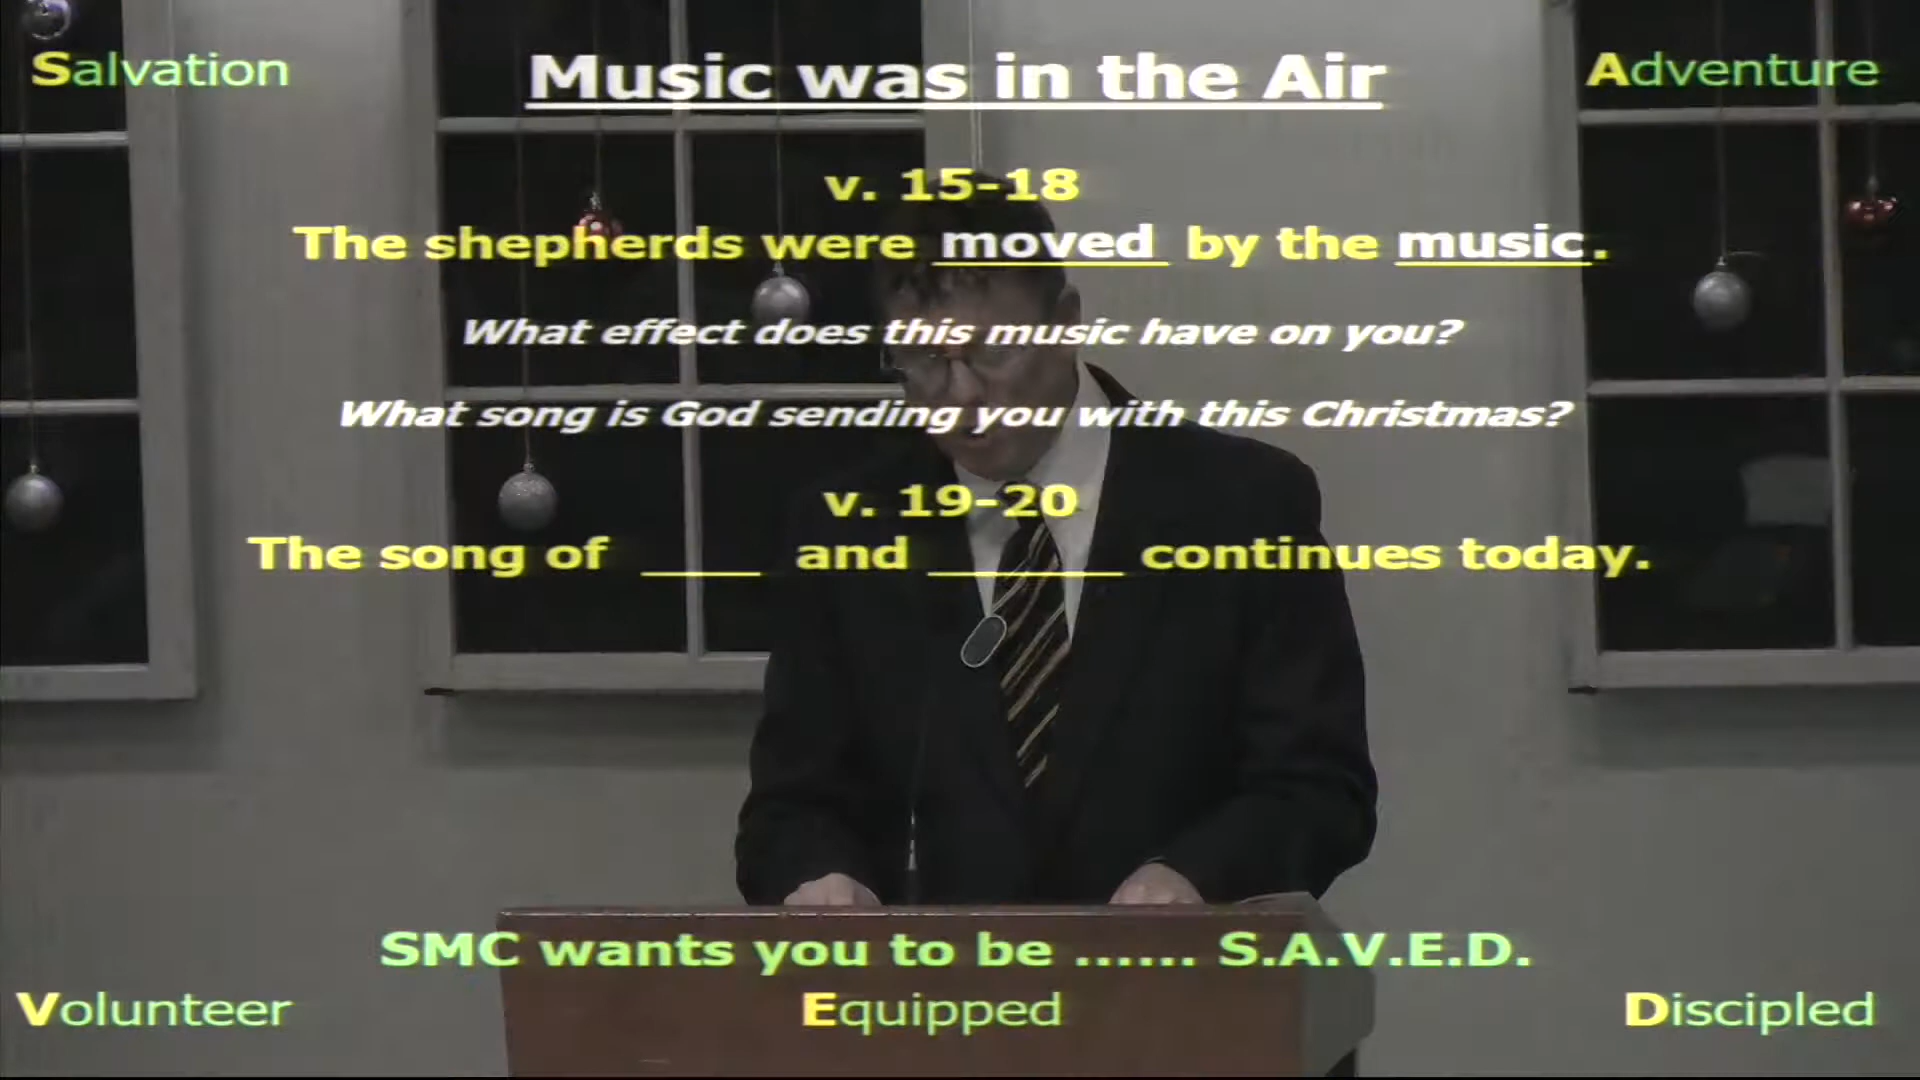 Salvation
Music was in the Air
Adventure
v. 15-18
The shepherds were moved by the music.
What effect does this music have on you?
What song is God sending you with this Christmas?
v. 19-20
The song of ____ and ______ continues today.
SMC wants you to be ...... S.A.V.E.D.
Volunteer
Equipped
Discipled